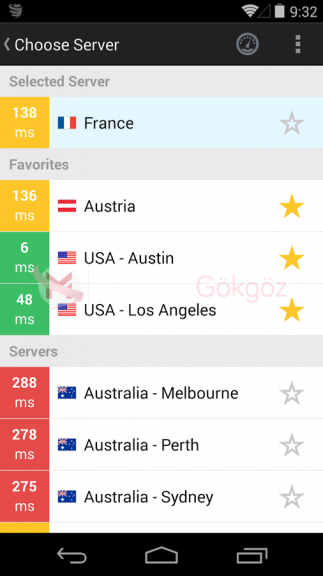 9:32
Choose Server
Selected Server
138
ms
France
Favorites
136
ms
Austria
6
ms
USA - Austin
48
ms
USA - Los Angeles
Gökgöz
Servers
288
ms
Australia - Melbourne
278
ms
Australia - Perth
275
ms
Australia - Sydney